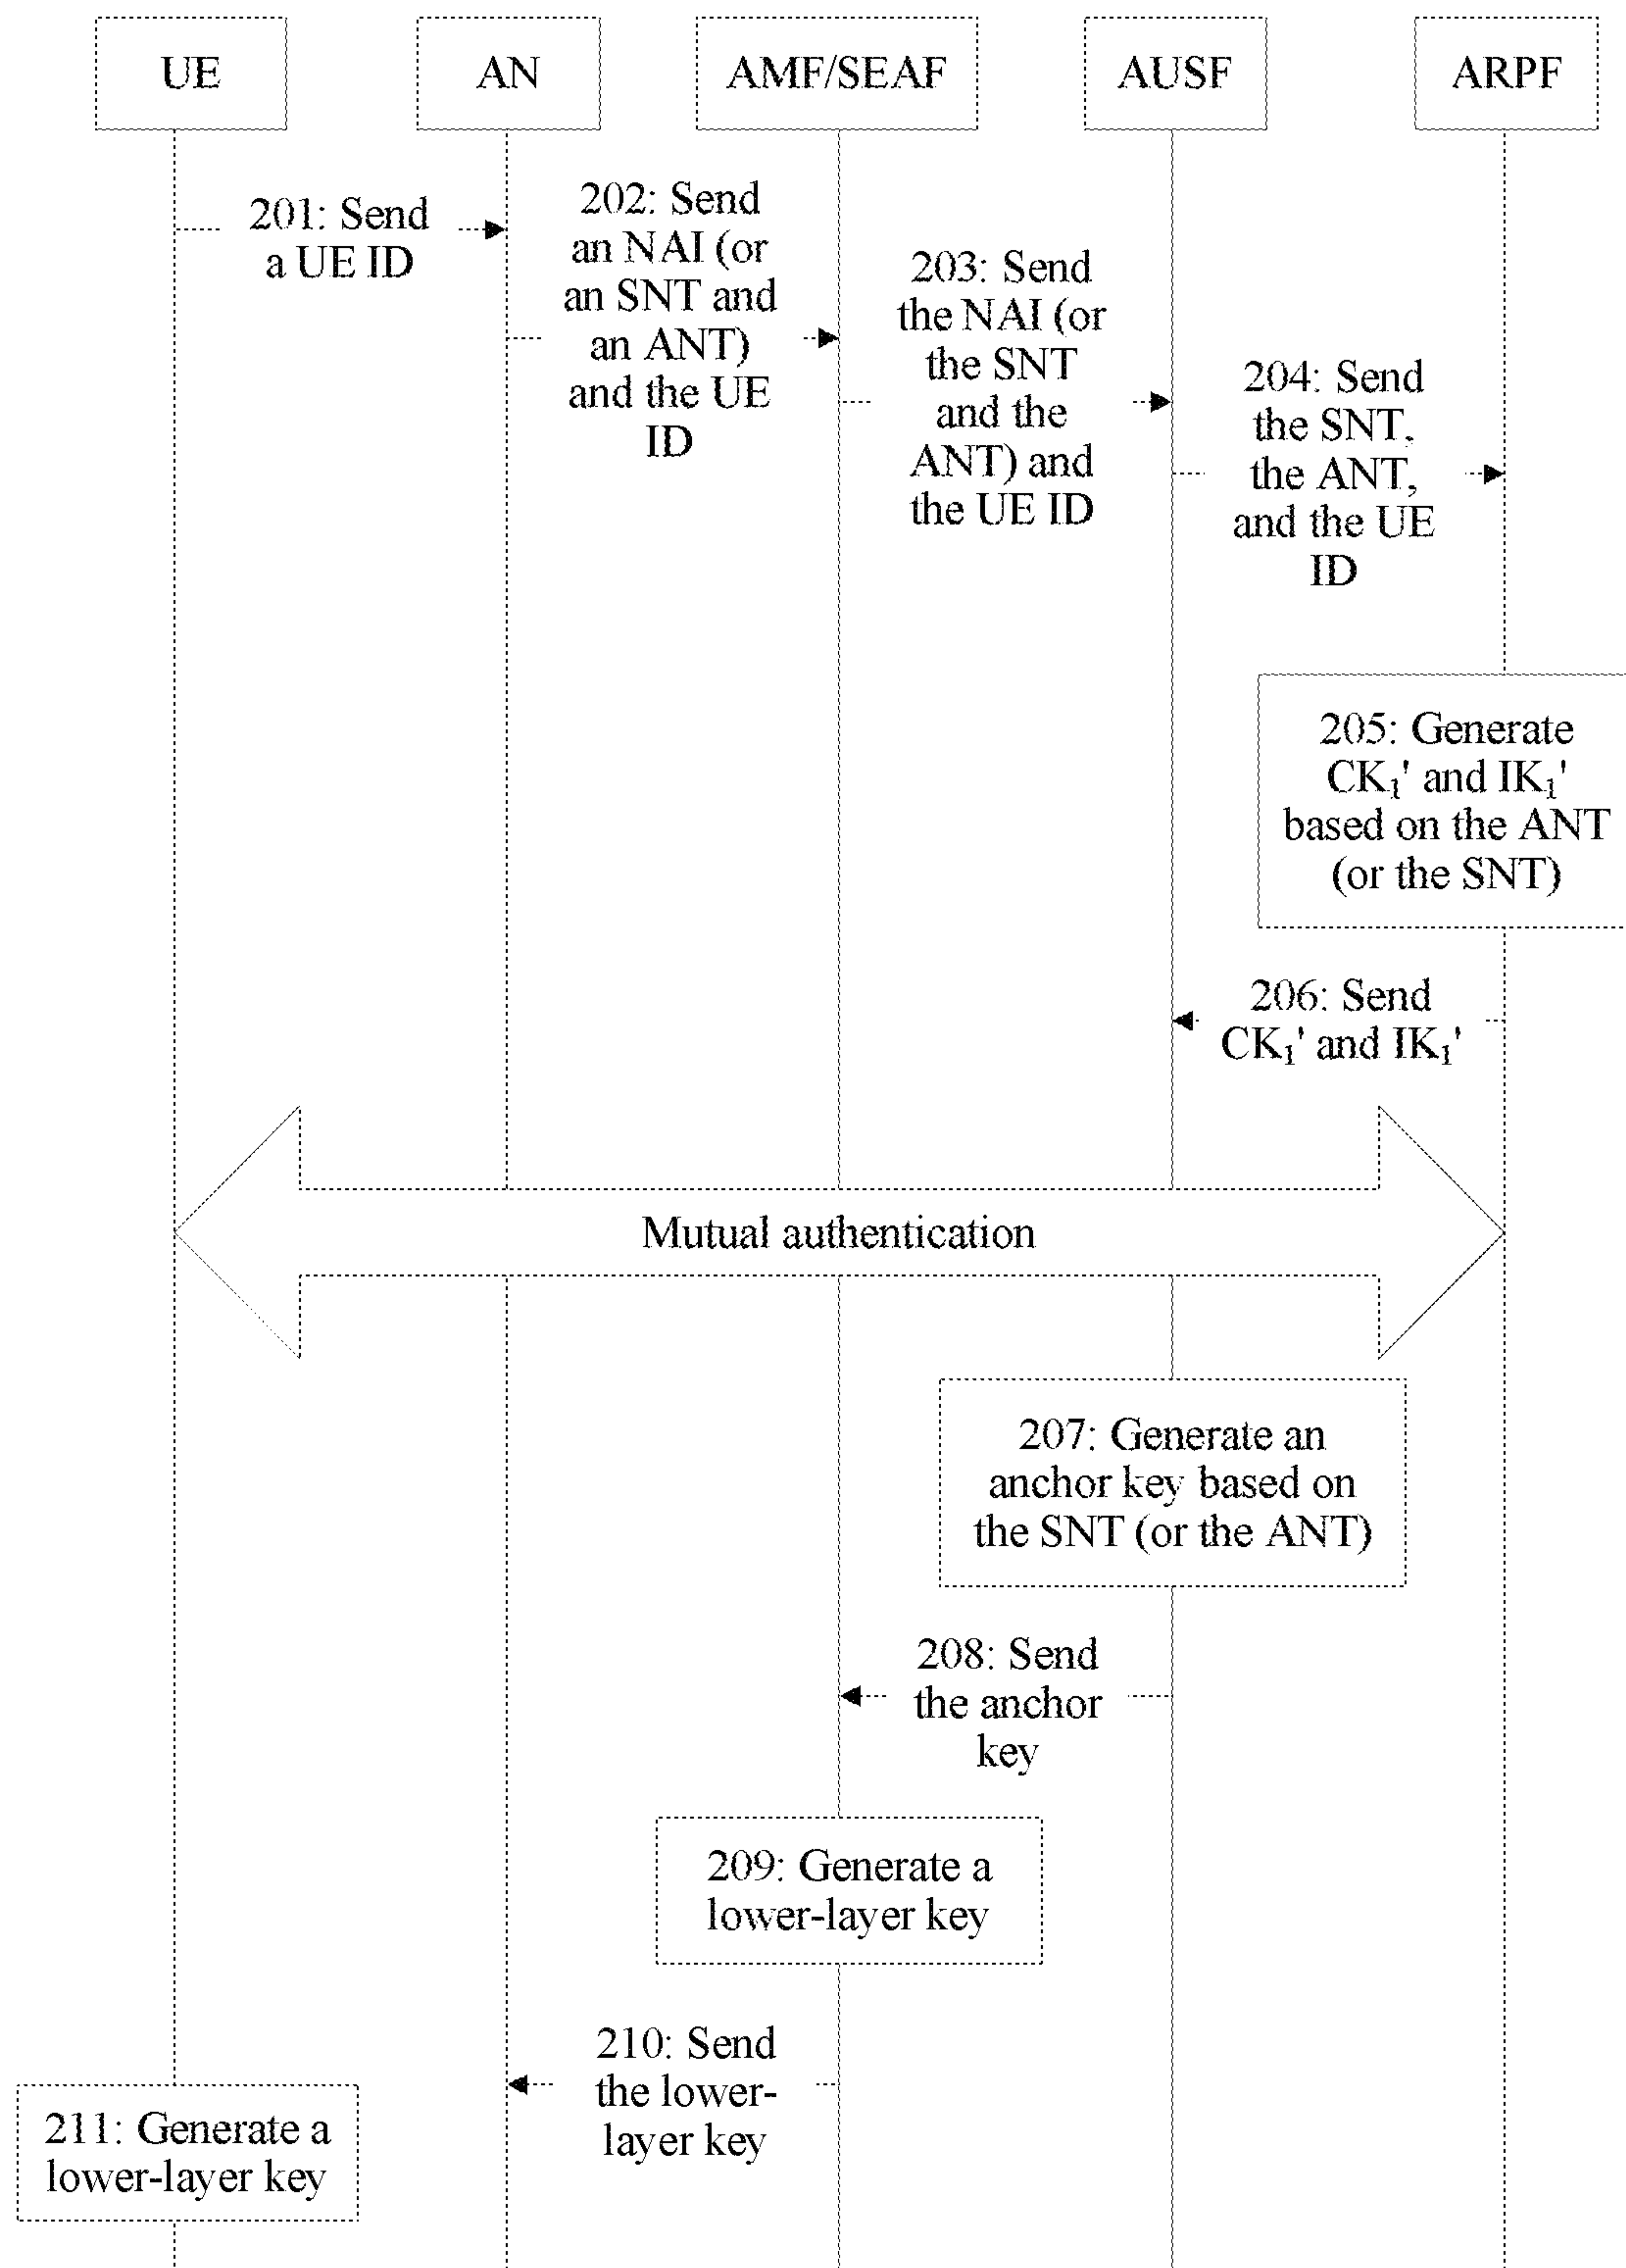 UE
AN
AMF/SEAF
AUSF
ARPF
201: Send
a UE ID
202: Send
an NAI (or
an SNT and
an ANT)
and the UE
ID
203: Send
the NAI (or
the SNT
and the
ANT) and
the UE ID
204: Send
the SNT,
the ANT,
and the UE
ID
205: Generate
CK₁' and IK₁'
based on the ANT
(or the SNT)
206: Send
CK₁' and IK₁'
Mutual authentication
207: Generate an
anchor key based on
the SNT (or the ANT)
208: Send
the anchor
key
209: Generate a
lower-layer key
210: Send
the lower-
layer key
211: Generate a
lower-layer key